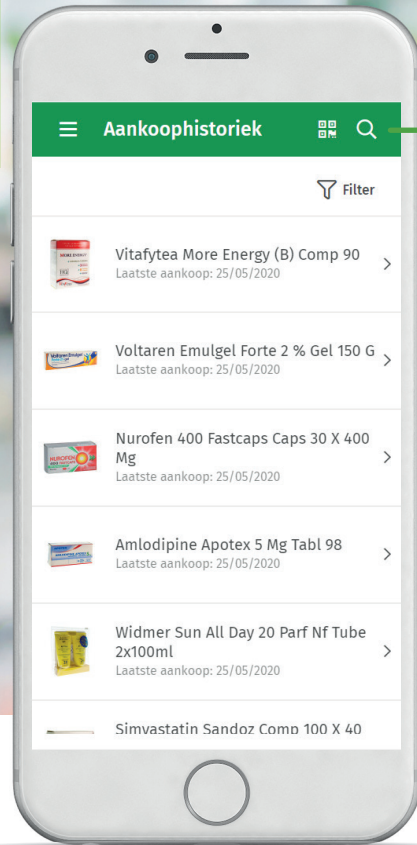 Aankoophistoriek
Filter
Vitafytea More Energy (B) Comp 90
Laatste aankoop: 25/05/2020
Voltaren Emulgel Forte 2 % Gel 150 G
Laatste aankoop: 25/05/2020
Nurofen 400 Fastcaps Caps 30 X 400
Mg
Laatste aankoop: 25/05/2020
Amlodipine Apotex 5 Mg Tabl 98
Laatste aankoop: 25/05/2020
Widmer Sun All Day 20 Parf Nf Tube
2x100ml
Laatste aankoop: 25/05/2020
Simvastatin Sandoz Comp 100 X 40